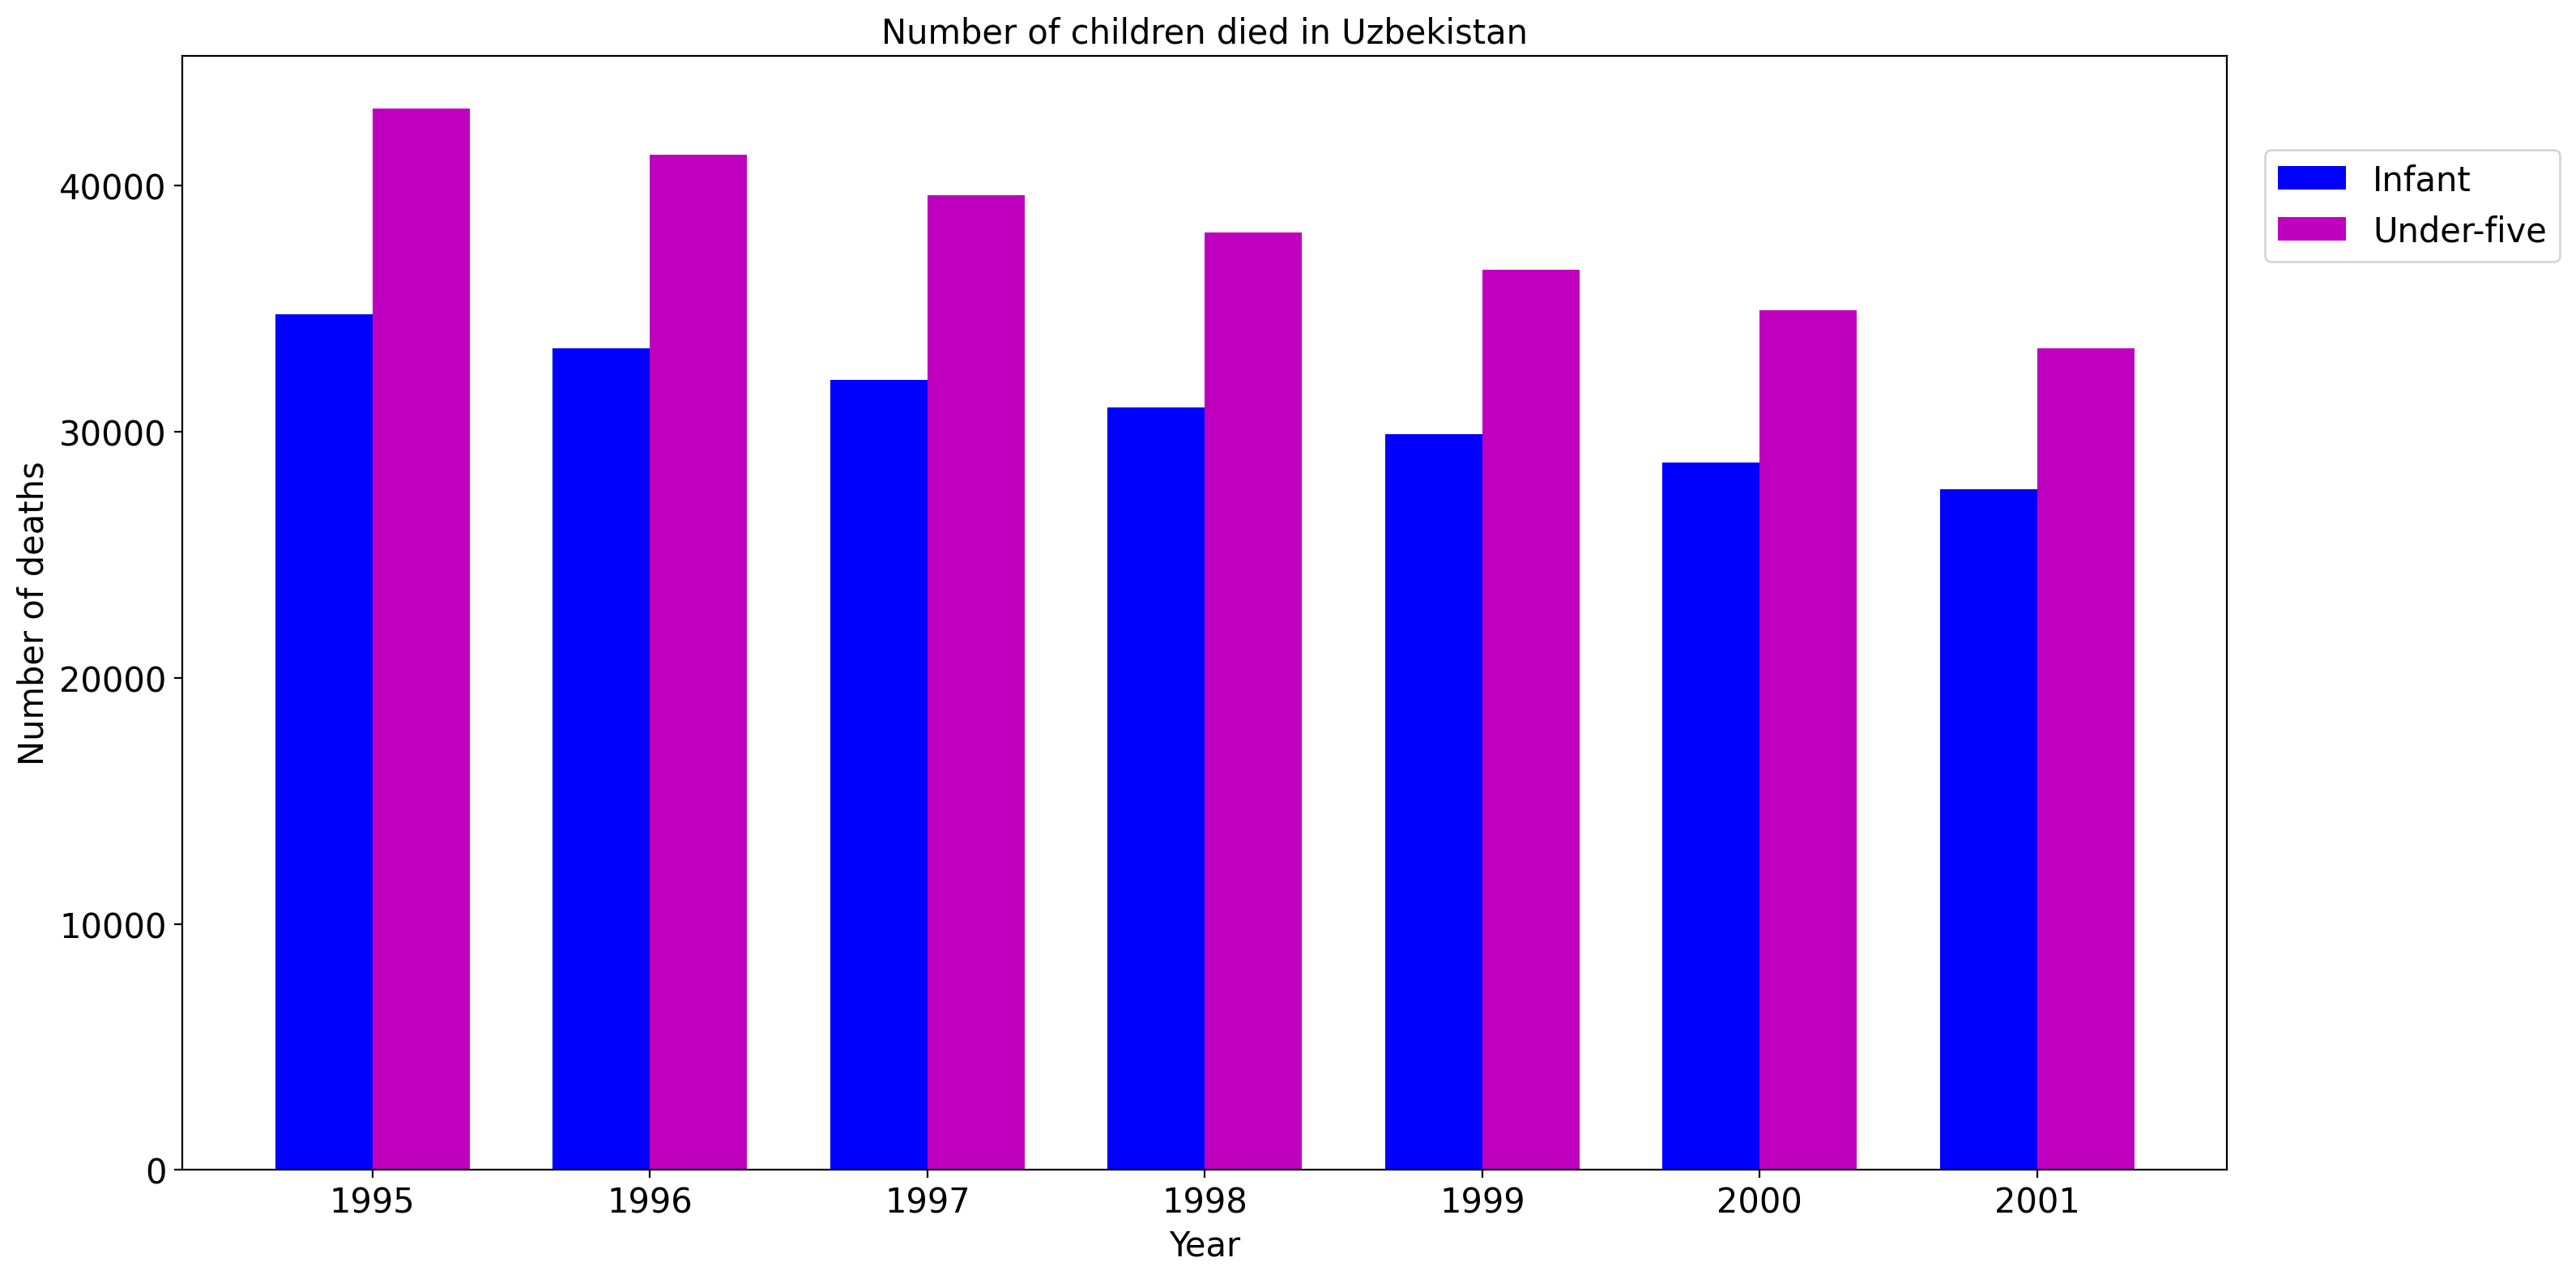 Number of children died in Uzbekistan
Number of deaths
40000
30000
20000
10000
0
1995 1996 1997 1998 1999 2000 2001
Year
Infant
Under-five